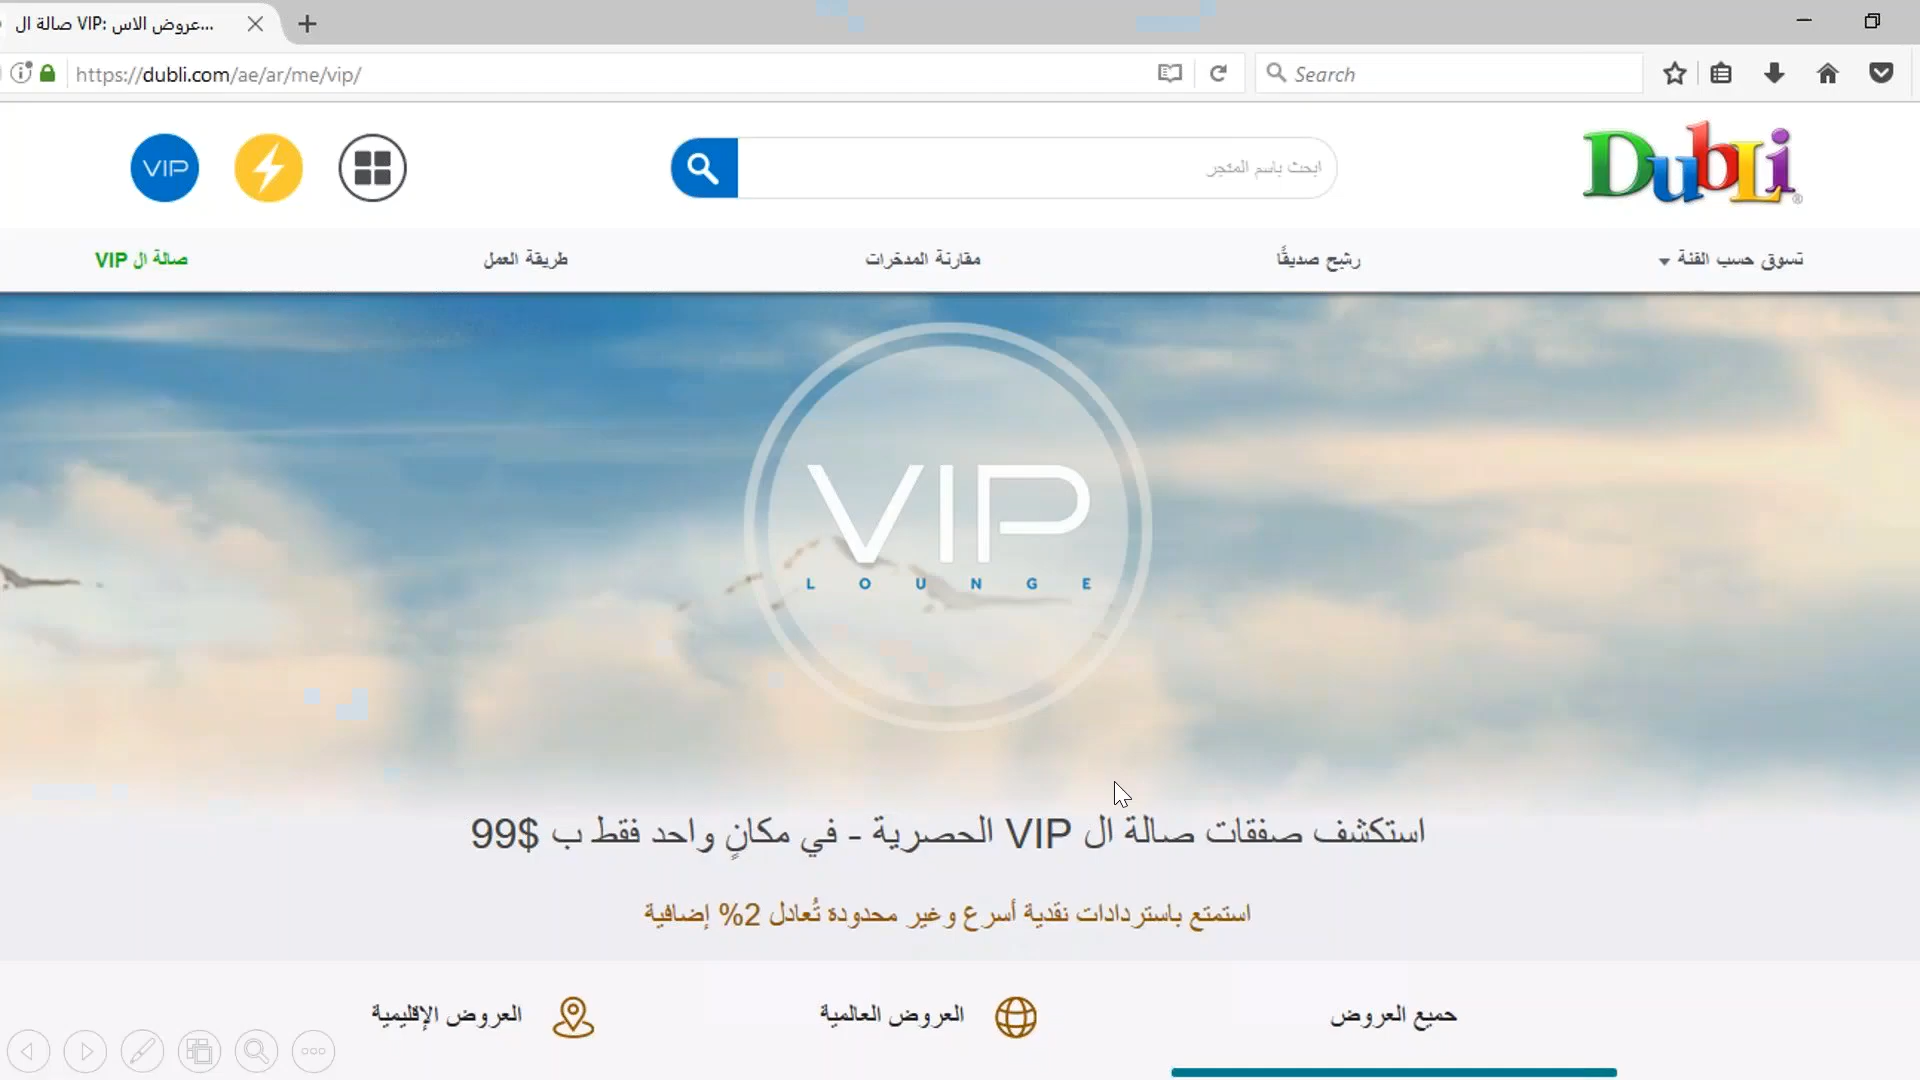 صالة ال VIP: عروض الاس...
https://dubli.com/ae/ar/me/vip/
Search
VIP
ابحث باسم المتجر
DubLi®
تسوق حسب الفئة
رشِّح صديقًا
مقارنة المدخرات
طريقة العمل
صالة ال VIP
VIP
LOUNGE
استكشف صفقات صالة ال VIP الحصرية - في مكانٍ واحد فقط ب $99
استمتع باستردادات نقدية أسرع وغير محدودة تُعادل 2% إضافية
جميع العروض
العروض العالمية
العروض الإقليمية